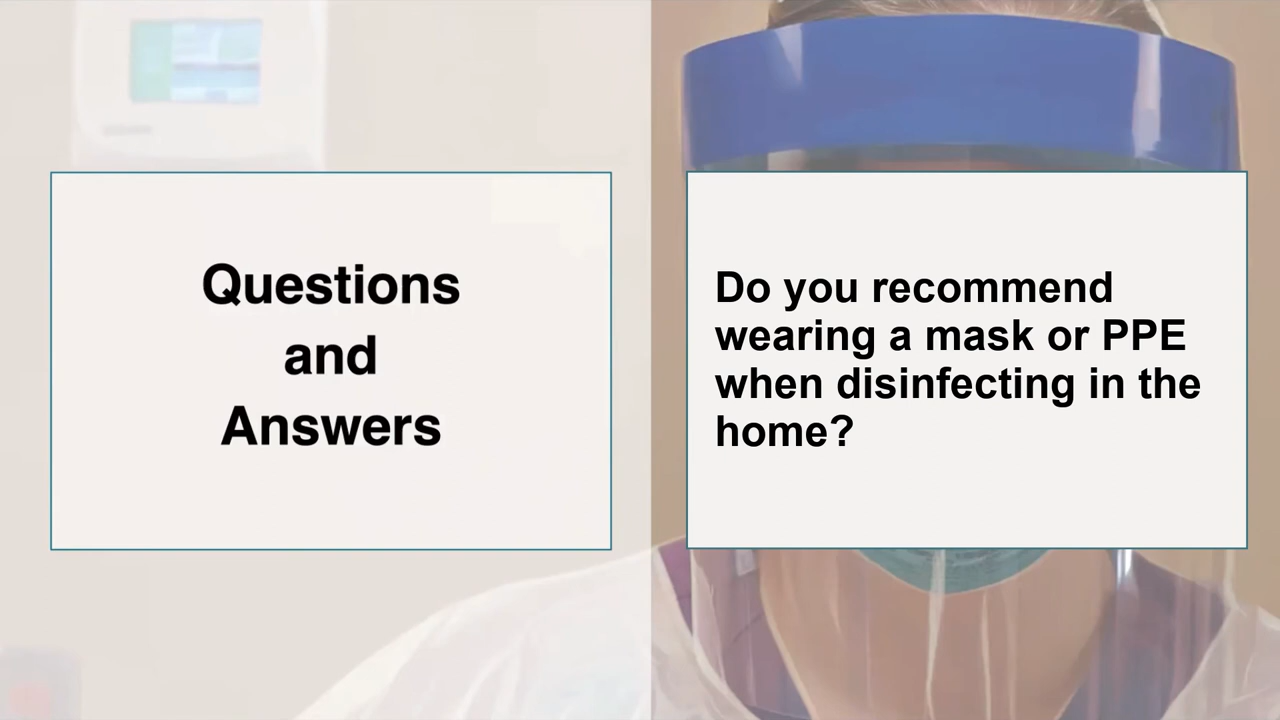 Questions
and
Answers
Do you recommend
wearing a mask or PPE
when disinfecting in the
home?